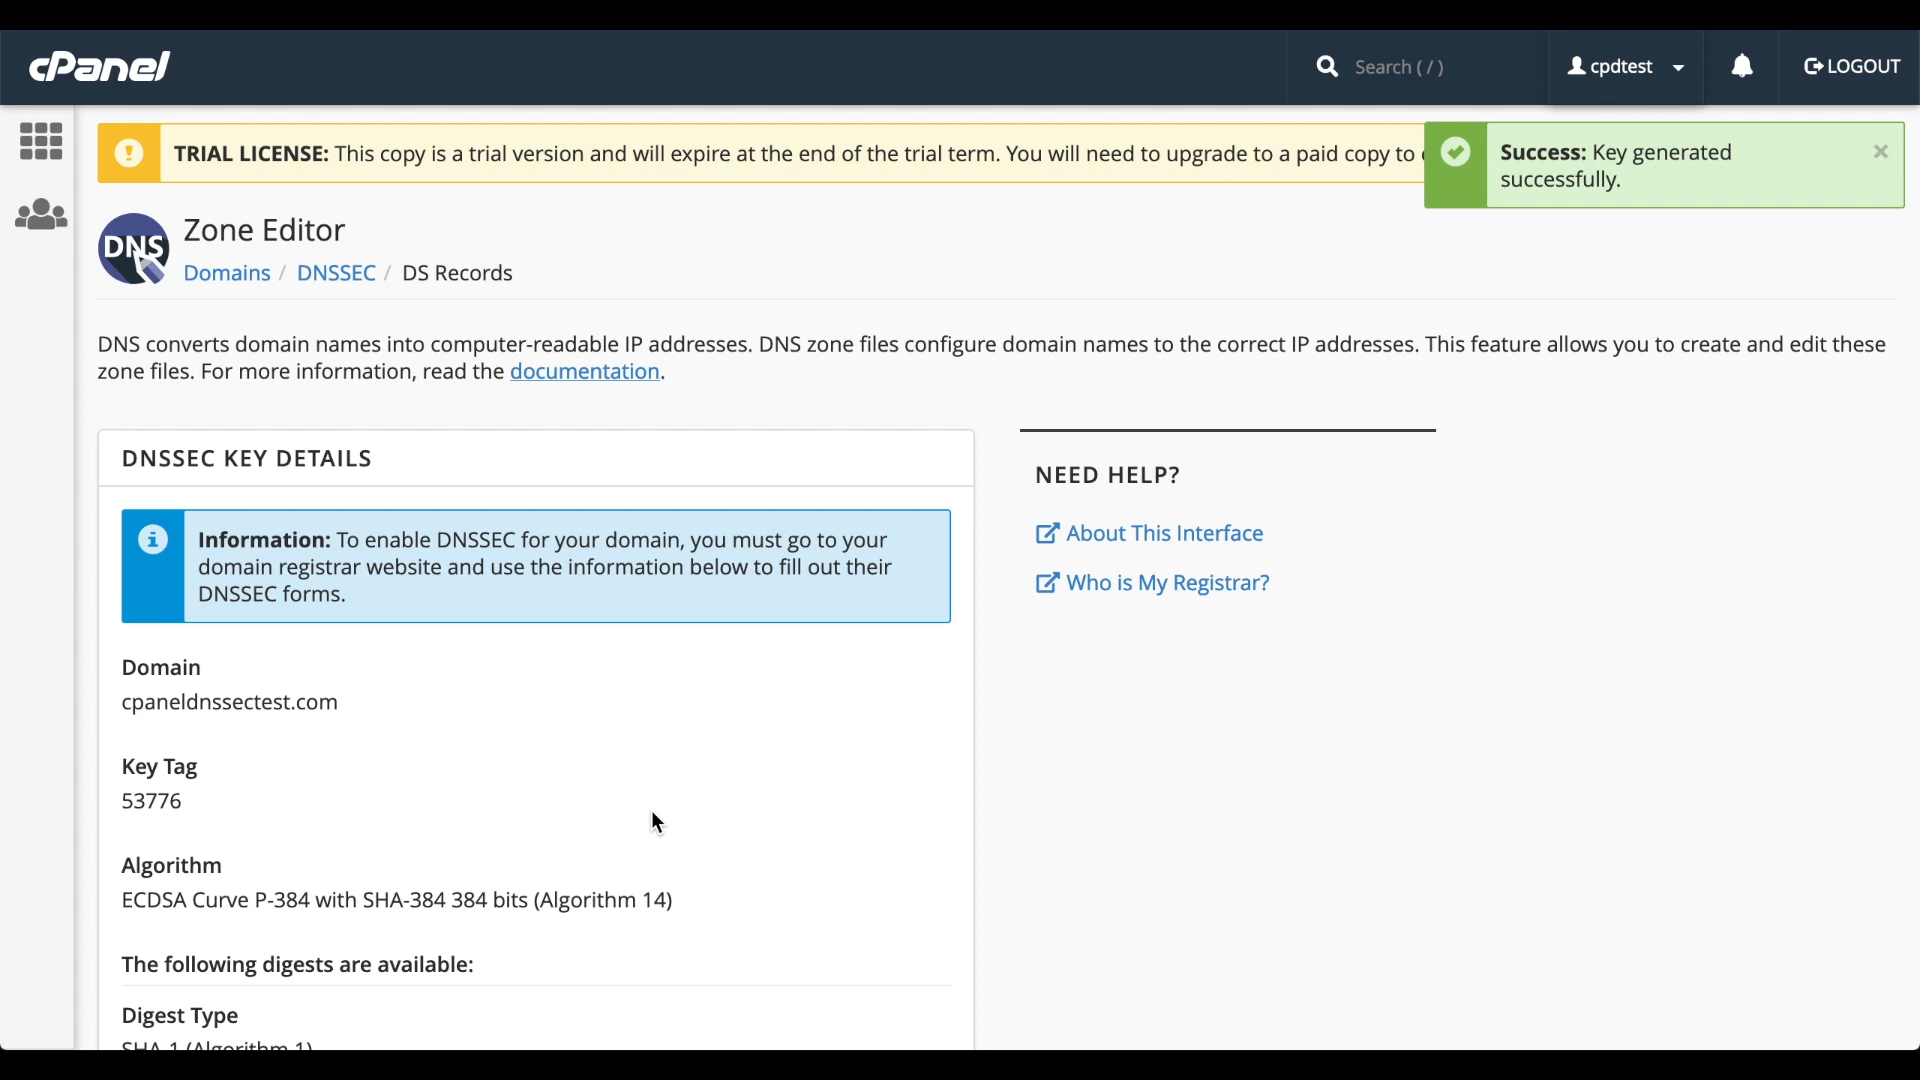 cPanel
Search ( / )
cpdtest
LOGOUT
TRIAL LICENSE: This copy is a trial version and will expire at the end of the trial term. You will need to upgrade to a paid copy to
Success: Key generated
successfully.
DNS
Zone Editor
Domains / DNSSEC / DS Records
DNS converts domain names into computer-readable IP addresses. DNS zone files configure domain names to the correct IP addresses. This feature allows you to create and edit these
zone files. For more information, read the documentation.
DNSSEC KEY DETAILS
Information: To enable DNSSEC for your domain, you must go to your
domain registrar website and use the information below to fill out their
DNSSEC forms.
Domain
cpaneldnssectest.com
Key Tag
53776
Algorithm
ECDSA Curve P-384 with SHA-384 384 bits (Algorithm 14)
The following digests are available:
Digest Type
SHA-1 (Algorithm 1)
NEED HELP?
About This Interface
Who is My Registrar?